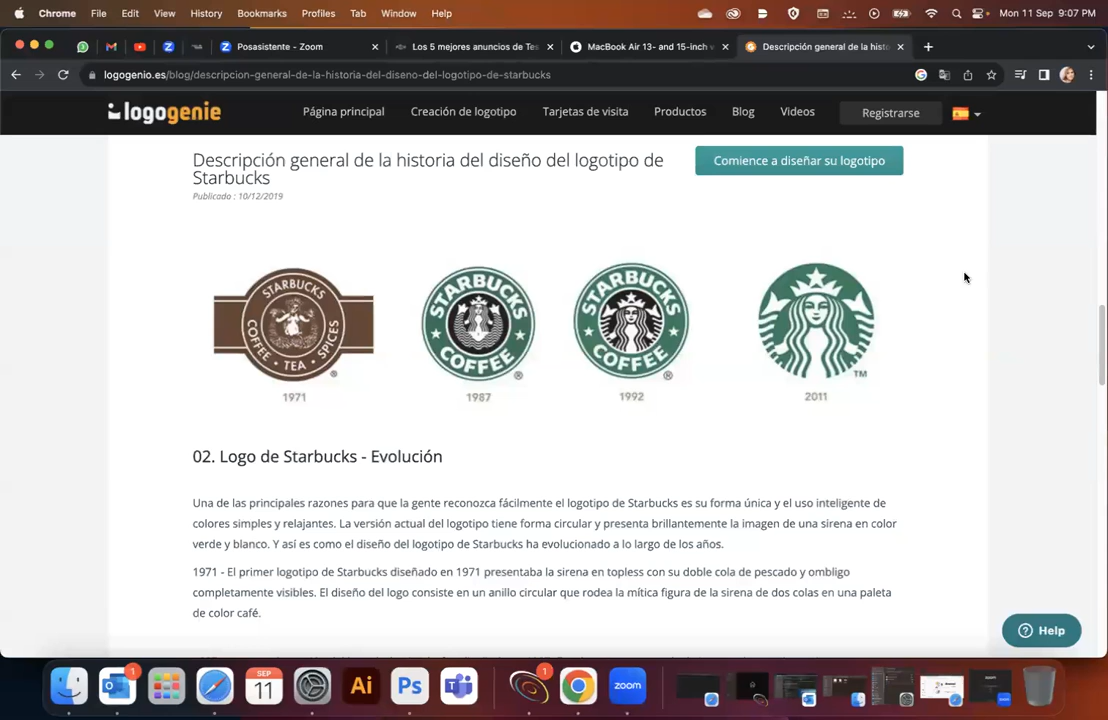 Chrome File Edit View History Bookmarks Profiles Tab Window Help Mon 11 Sep 9:07 PM
Posasistente - Zoom Los 5 mejores anuncios de Tes MacBook Air 13- and 15-inch w Descripción general de la histo
logogenio.es/blog/descripcion-general-de-la-historia-del-diseno-del-logotipo-de-starbucks
logogenie Página principal Creación de logotipo Tarjetas de visita Productos Blog Videos Registrarse
Descripción general de la historia del diseño del logotipo de
Starbucks
Comience a diseñar su logotipo
Publicado : 10/12/2019
STARBUCKS COFFEE • TEA • SPICES ®
STARBUCKS COFFEE ®
STARBUCKS COFFEE ®
TM
1971 1987 1992 2011
02. Logo de Starbucks - Evolución
Una de las principales razones para que la gente reconozca fácilmente el logotipo de Starbucks es su forma única y el uso inteligente de
colores simples y relajantes. La versión actual del logotipo tiene forma circular y presenta brillantemente la imagen de una sirena en color
verde y blanco. Y así es como el diseño del logotipo de Starbucks ha evolucionado a lo largo de los años.
1971 - El primer logotipo de Starbucks diseñado en 1971 presentaba la sirena en topless con su doble cola de pescado y ombligo
completamente visibles. El diseño del logo consiste en un anillo circular que rodea la mítica figura de la sirena de dos colas en una paleta
de color café.
Help
1 SEP 11 Ai Ps 1 zoom